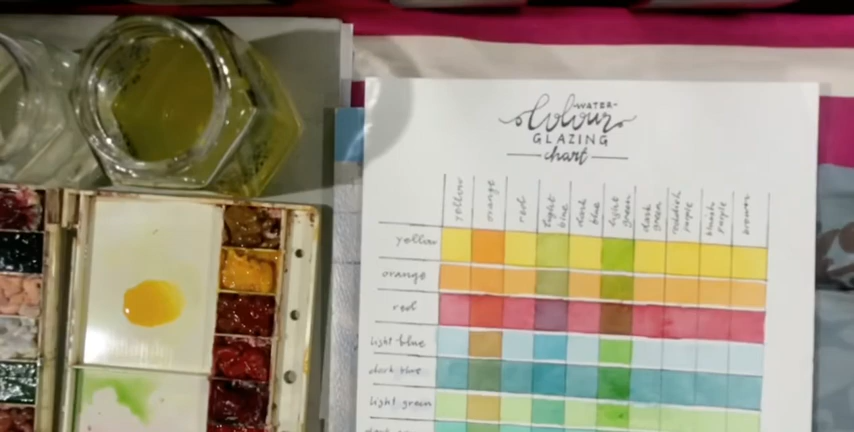 WATER-
Colour
GLAZING
chart
yellow
orange
red
light
blue
dark
blue
light
green
dark
green
reddish
purple
bluish
purple
brown
yellow
orange
red
light blue
dark blue
light green